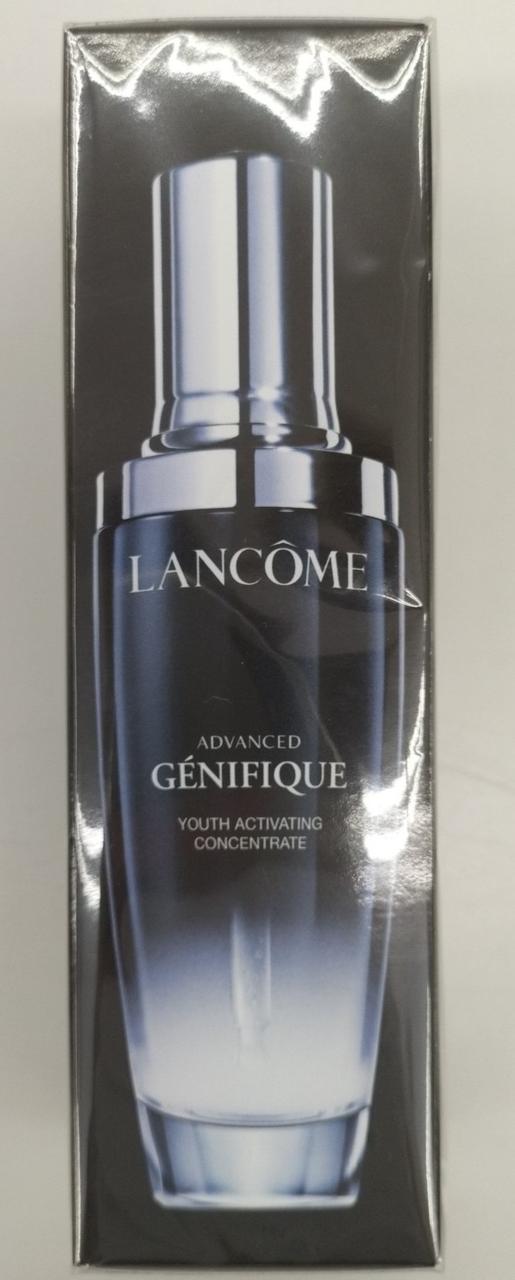 LANCÔME
ADVANCED
GÉNIFIQUE
YOUTH ACTIVATING
CONCENTRATE